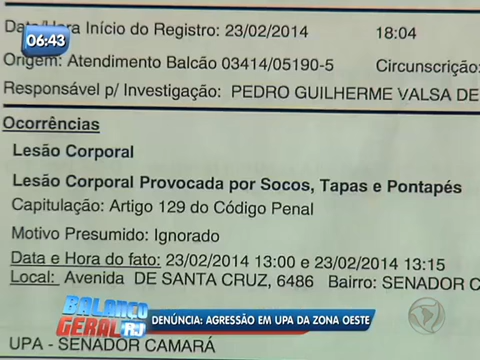 Data/Hora Início do Registro: 23/02/2014 18:04
06:43
Origem: Atendimento Balcão 03414/05190-5 Circunscrição:
Responsável p/ Investigação: PEDRO GUILHERME VALSA DE
Ocorrências
Lesão Corporal
Lesão Corporal Provocada por Socos, Tapas e Pontapés
Capitulação: Artigo 129 do Código Penal
Motivo Presumido: Ignorado
Data e Hora do fato: 23/02/2014 13:00 e 23/02/2014 13:15
Local: Avenida DE SANTA CRUZ, 6486 Bairro: SENADOR C
BALANÇO
GERAL RJ
DENÚNCIA: AGRESSÃO EM UPA DA ZONA OESTE
UPA - SENADOR CAMARÁ